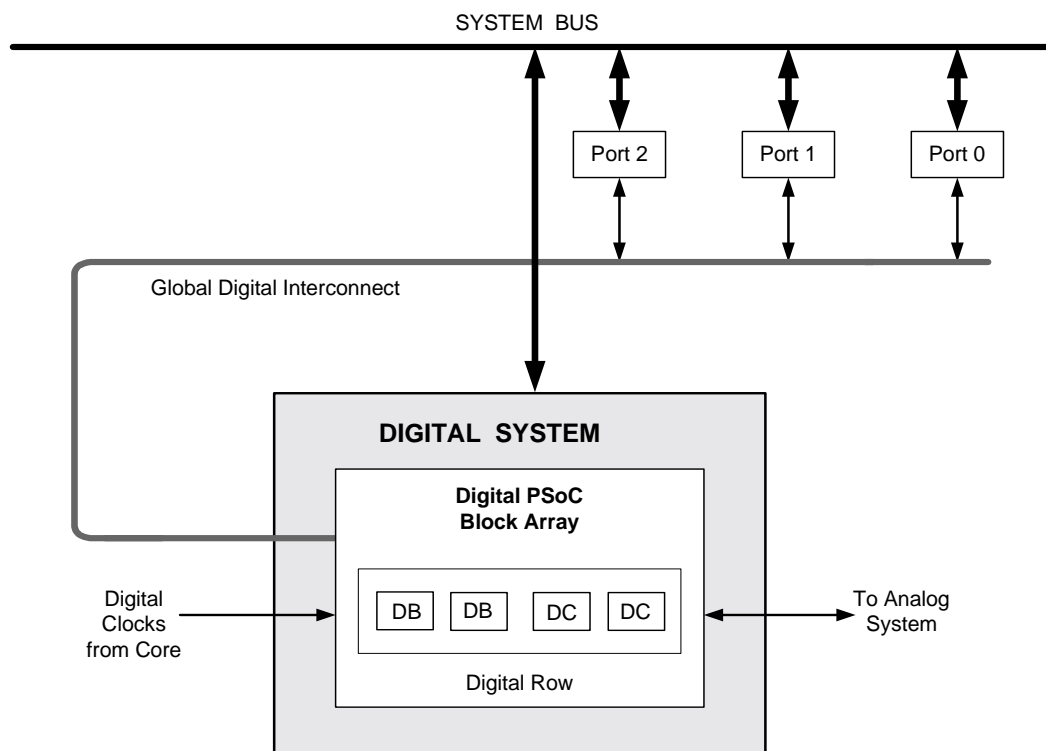 SYSTEM BUS
Port 2
Port 1
Port 0
Global Digital Interconnect
DIGITAL SYSTEM
Digital PSoC
Block Array
DB
DB
DC
DC
Digital Row
Digital
Clocks
from Core
To Analog
System